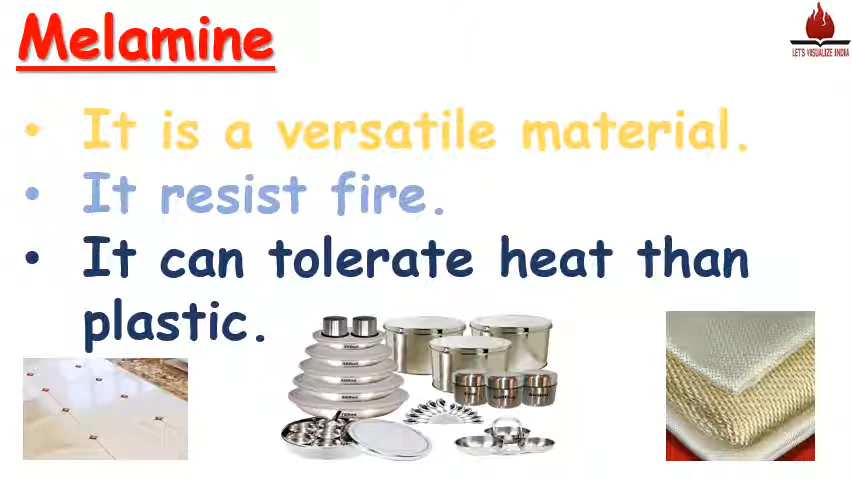 Melamine
LET'S VISUALIZE INDIA
• It is a versatile material.
• It resist fire.
• It can tolerate heat than
plastic.